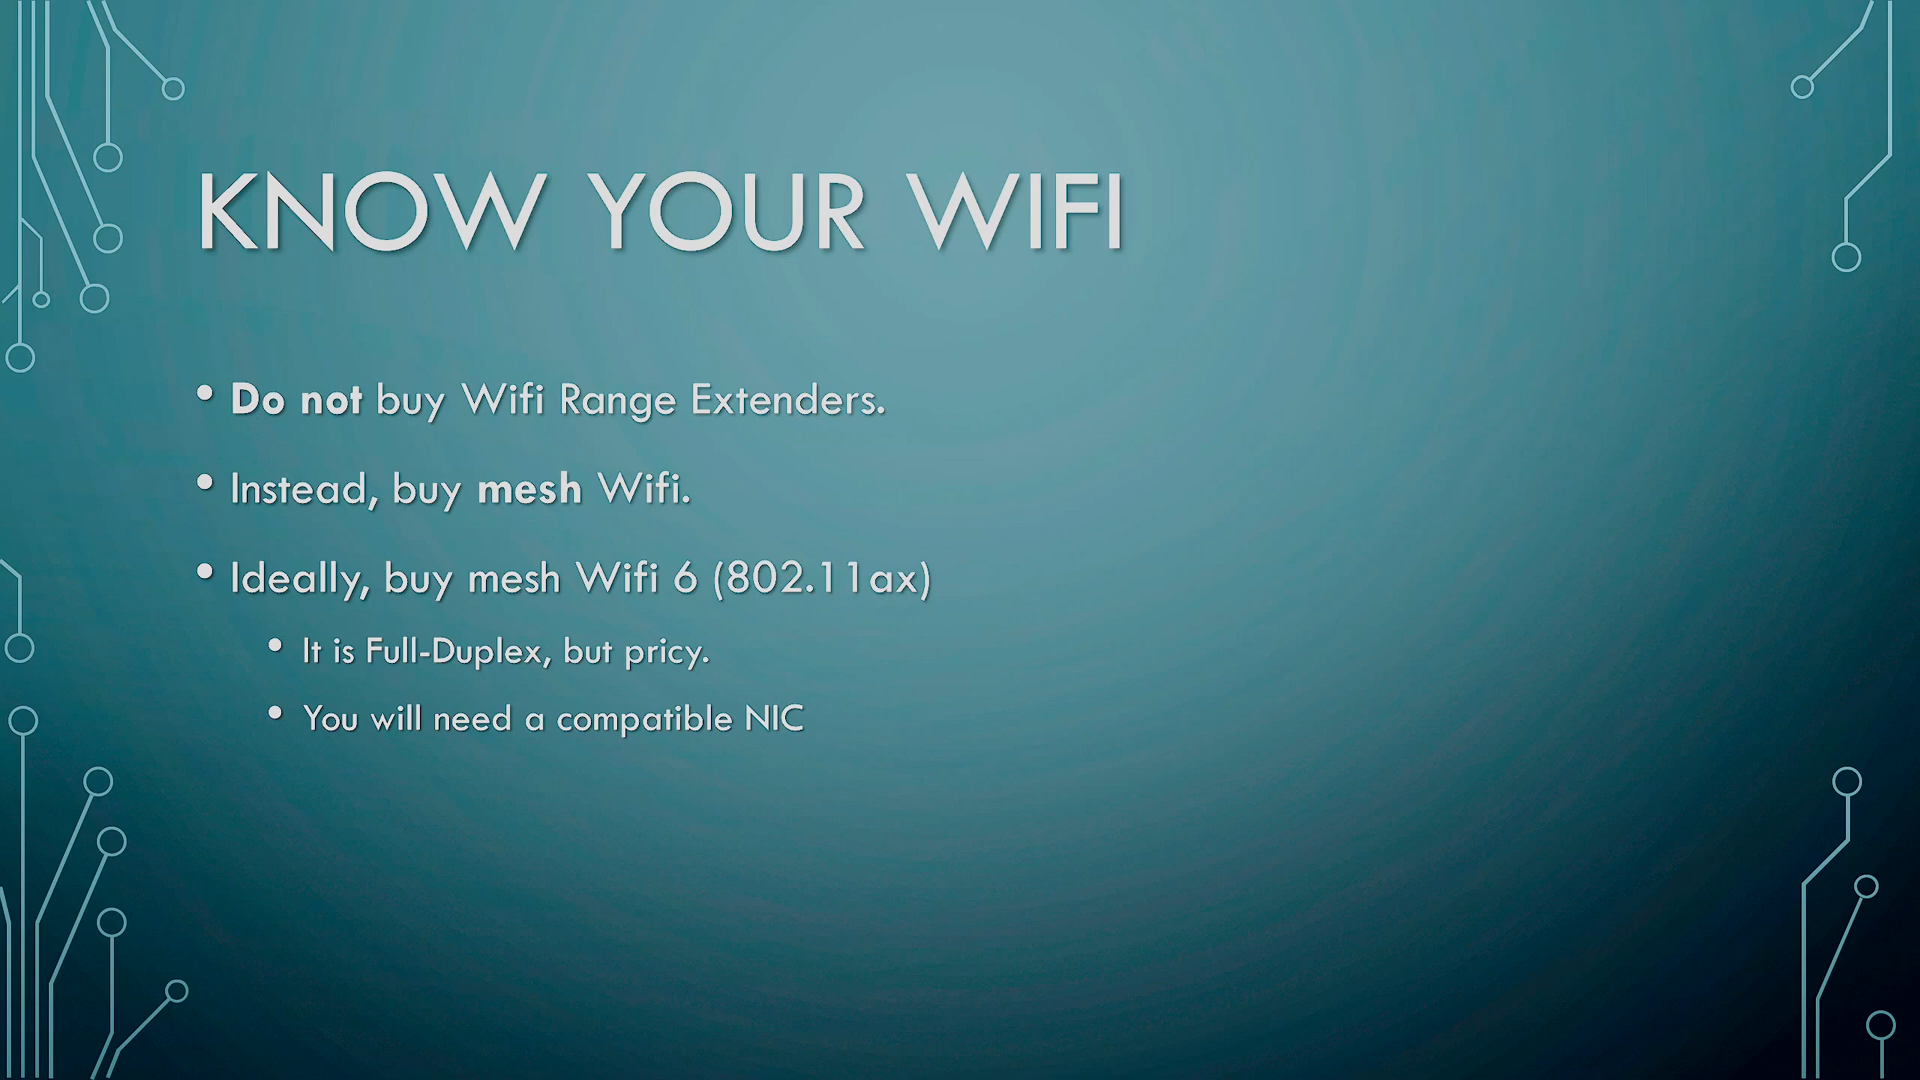 KNOW YOUR WIFI
• Do not buy Wifi Range Extenders.
• Instead, buy mesh Wifi.
• Ideally, buy mesh Wifi 6 (802.11ax)
• It is Full-Duplex, but pricy.
• You will need a compatible NIC